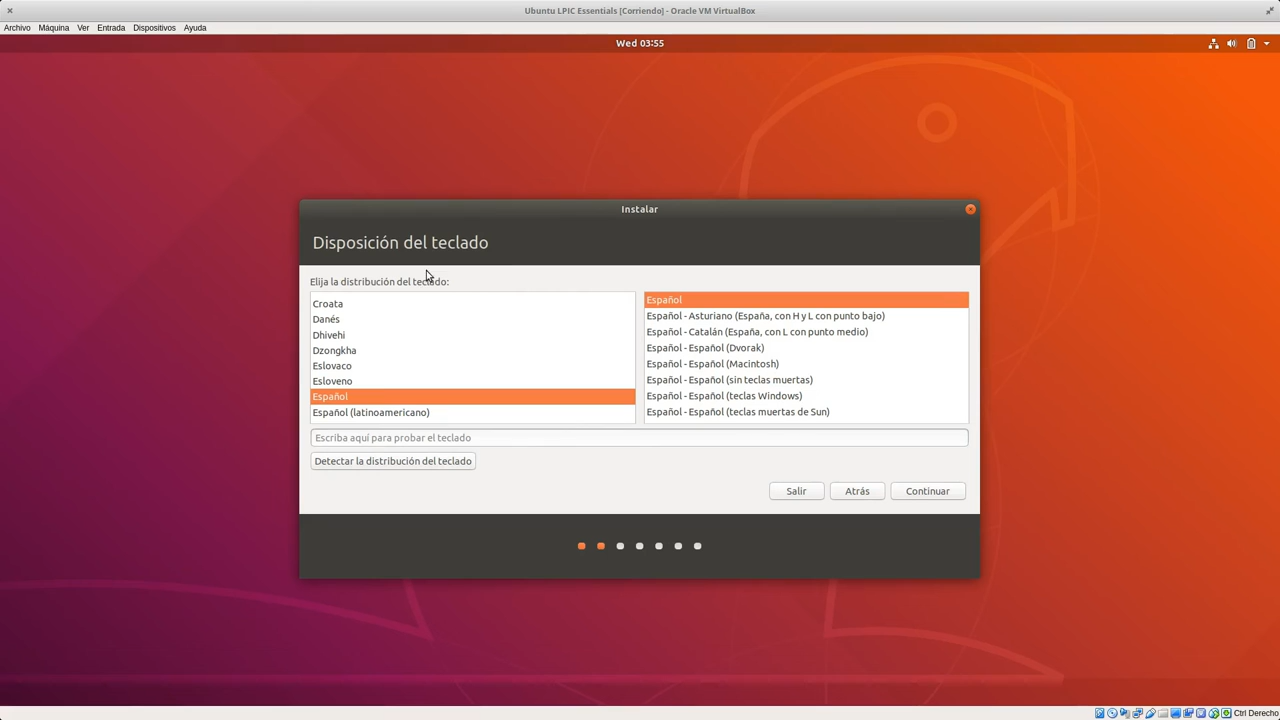 Ubuntu LPIC Essentials [Corriendo] - Oracle VM VirtualBox
Archivo Máquina Ver Entrada Dispositivos Ayuda
Wed 03:55
Instalar
Disposición del teclado
Elija la distribución del teclado:
Croata
Danés
Dhivehi
Dzongkha
Eslovaco
Esloveno
Español
Español (latinoamericano)
Español
Español - Asturiano (España, con H y L con punto bajo)
Español - Catalán (España, con L con punto medio)
Español - Español (Dvorak)
Español - Español (Macintosh)
Español - Español (sin teclas muertas)
Español - Español (teclas Windows)
Español - Español (teclas muertas de Sun)
Escriba aquí para probar el teclado
Detectar la distribución del teclado
Salir Atrás Continuar
Ctrl Derecho